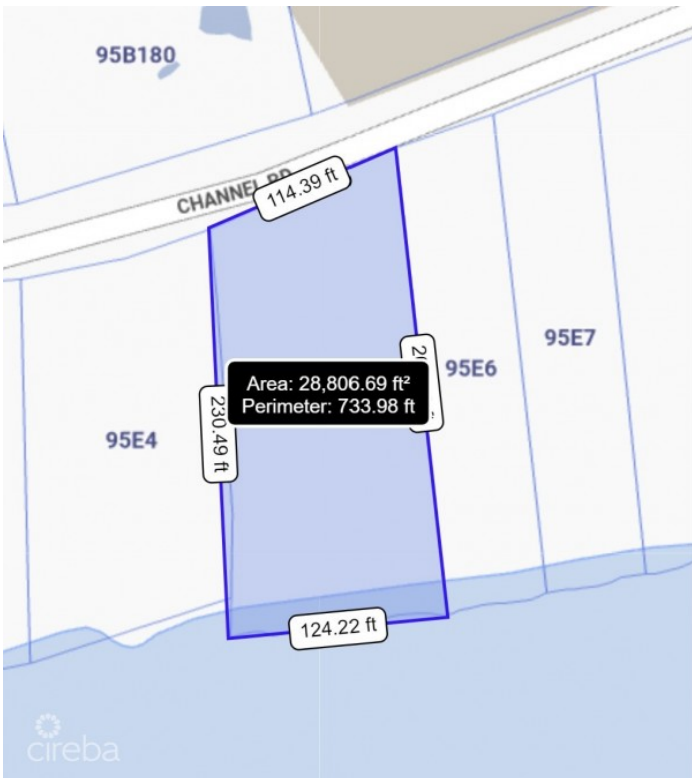 95B180
CHANNEL RD
114.39 ft
Area: 28,806.69 ft²
Perimeter: 733.98 ft
230.49 ft
95E6
95E7
95E4
124.22 ft
cireba